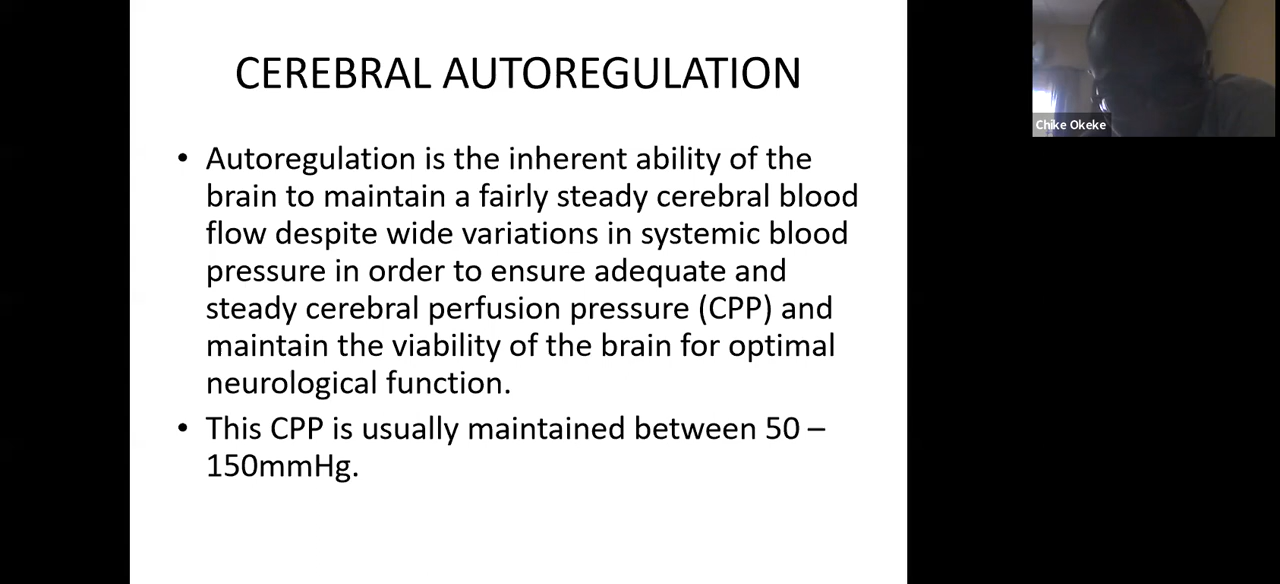 CEREBRAL AUTOREGULATION
• Autoregulation is the inherent ability of the
brain to maintain a fairly steady cerebral blood
flow despite wide variations in systemic blood
pressure in order to ensure adequate and
steady cerebral perfusion pressure (CPP) and
maintain the viability of the brain for optimal
neurological function.
• This CPP is usually maintained between 50 –
150mmHg.
Chike Okeke